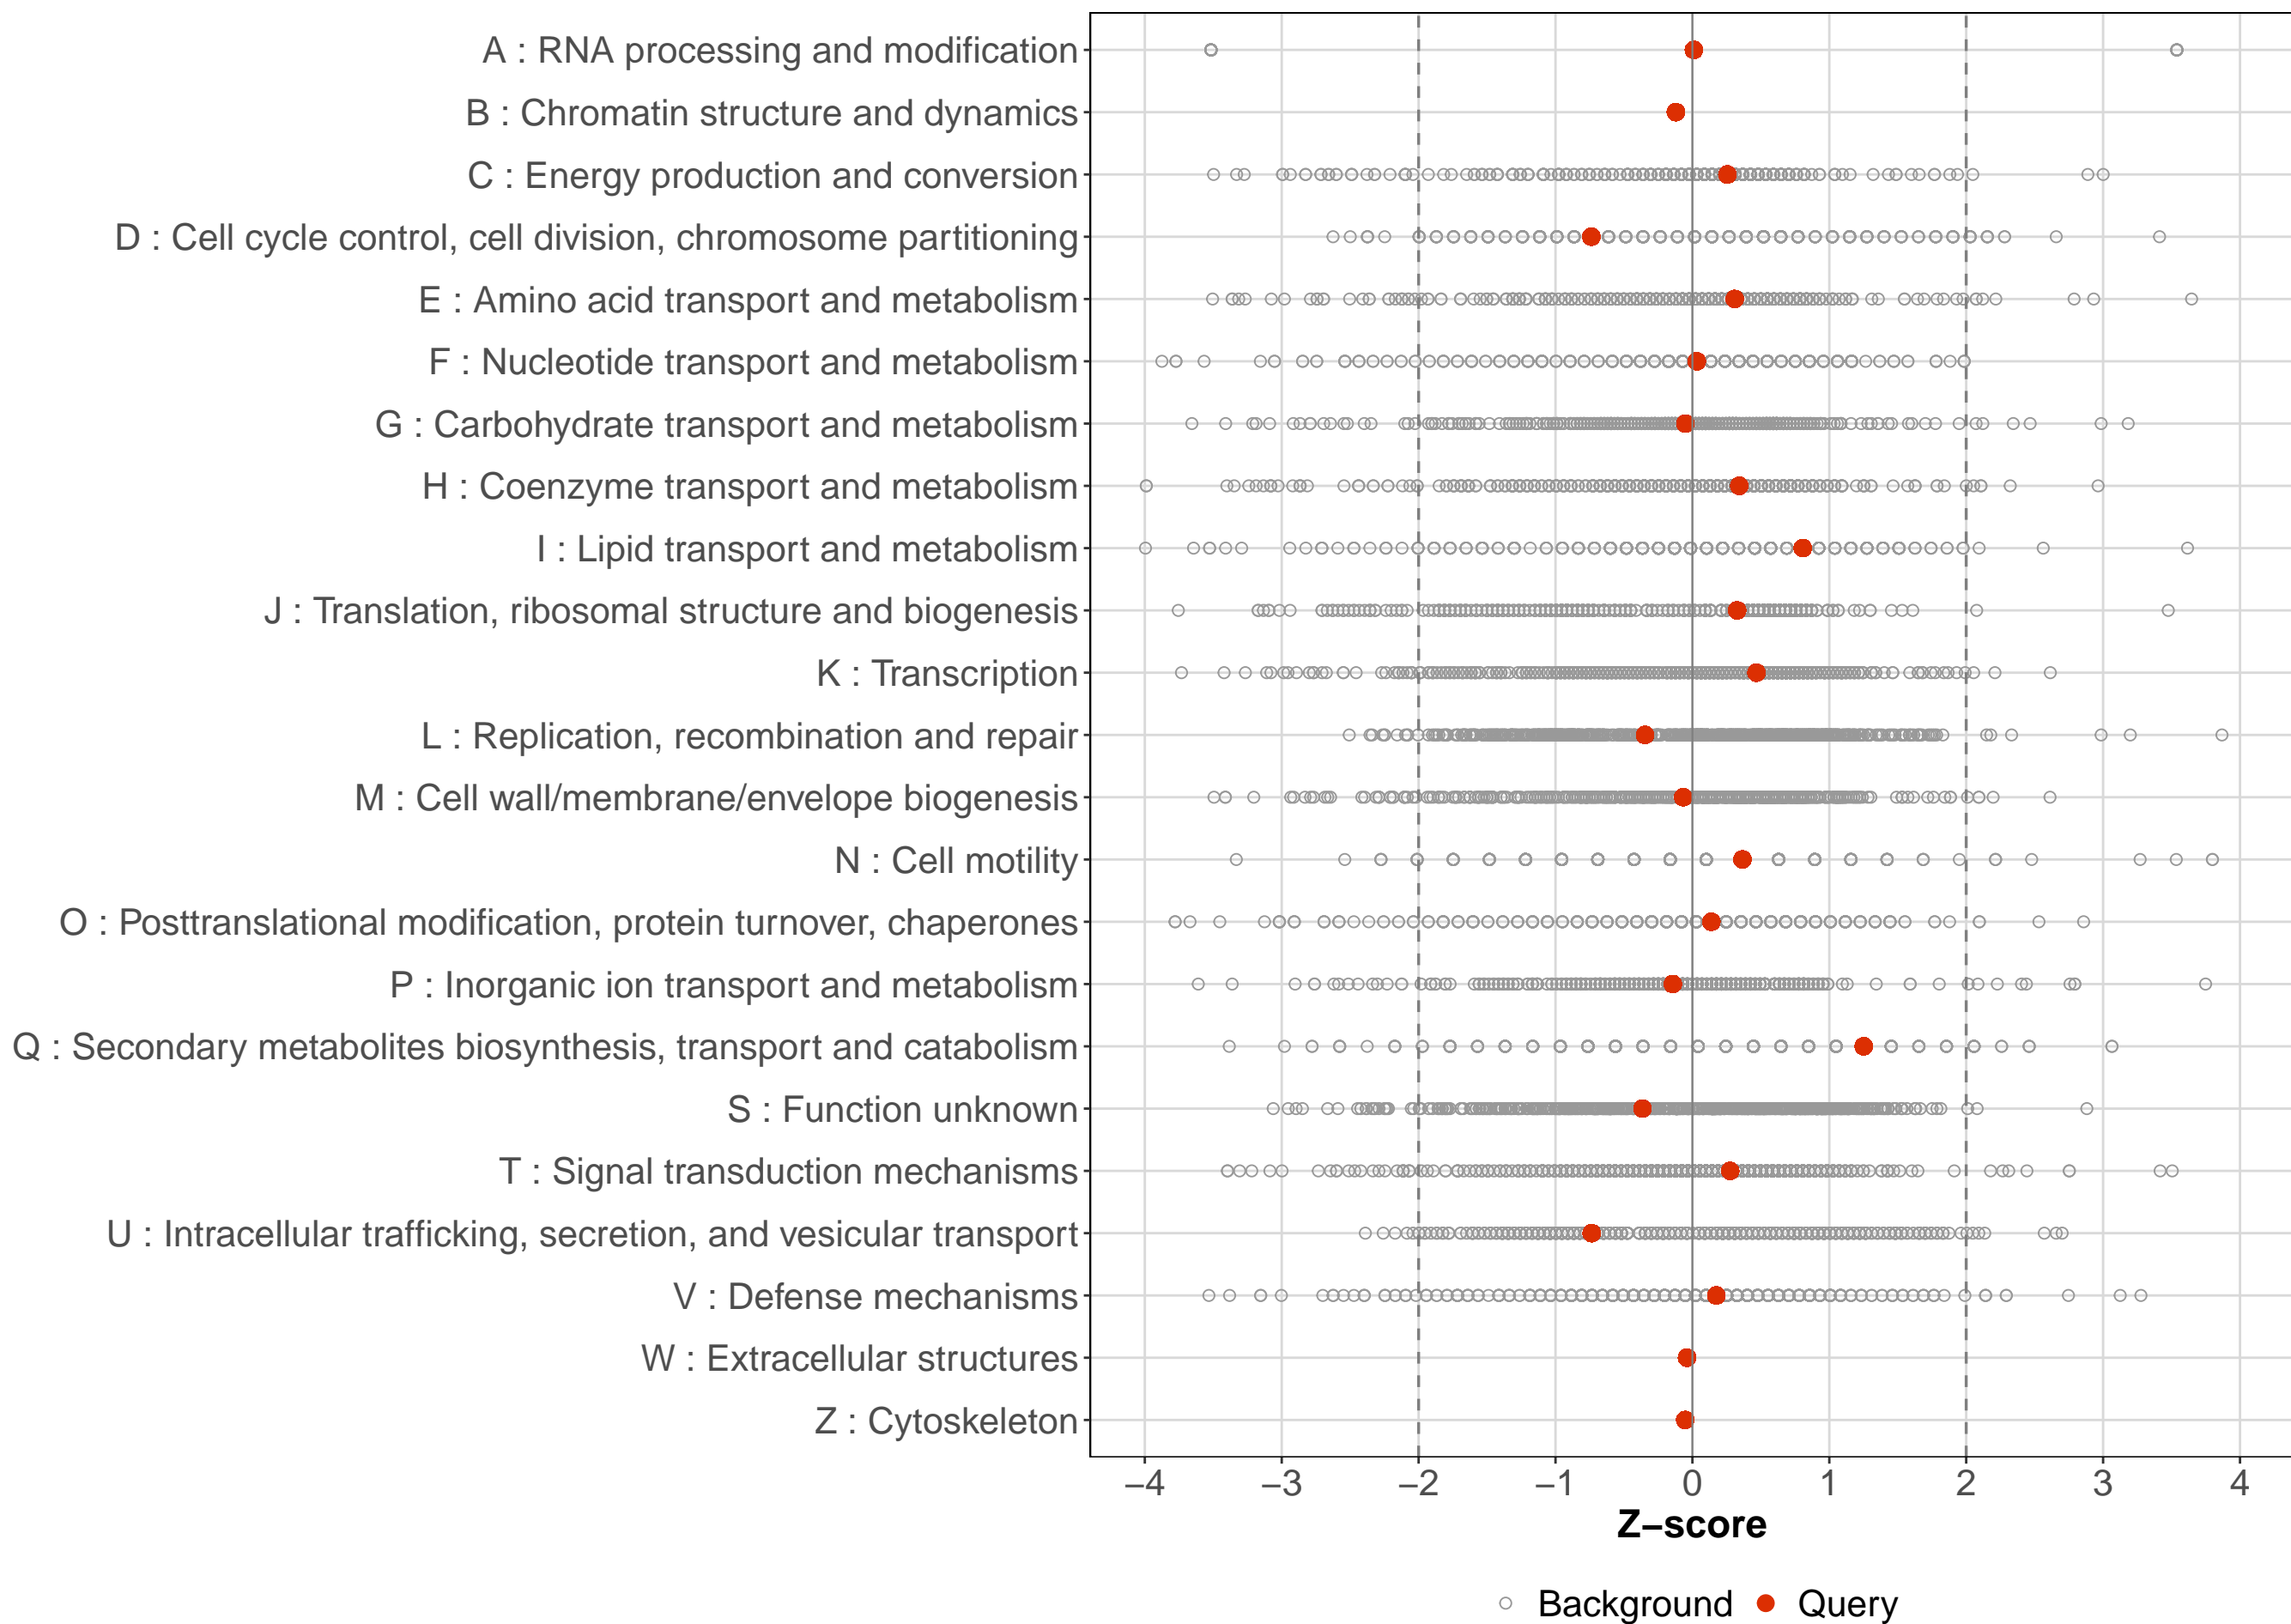 A : RNA processing and modification
B : Chromatin structure and dynamics
C : Energy production and conversion
D : Cell cycle control, cell division, chromosome partitioning
E : Amino acid transport and metabolism
F : Nucleotide transport and metabolism
G : Carbohydrate transport and metabolism
H : Coenzyme transport and metabolism
I : Lipid transport and metabolism
J : Translation, ribosomal structure and biogenesis
K : Transcription
L : Replication, recombination and repair
M : Cell wall/membrane/envelope biogenesis
N : Cell motility
O : Posttranslational modification, protein turnover, chaperones
P : Inorganic ion transport and metabolism
Q : Secondary metabolites biosynthesis, transport and catabolism
S : Function unknown
T : Signal transduction mechanisms
U : Intracellular trafficking, secretion, and vesicular transport
V : Defense mechanisms
W : Extracellular structures
Z : Cytoskeleton
−4 −3 −2 −1 0 1 2 3 4
Z−score
Background Query